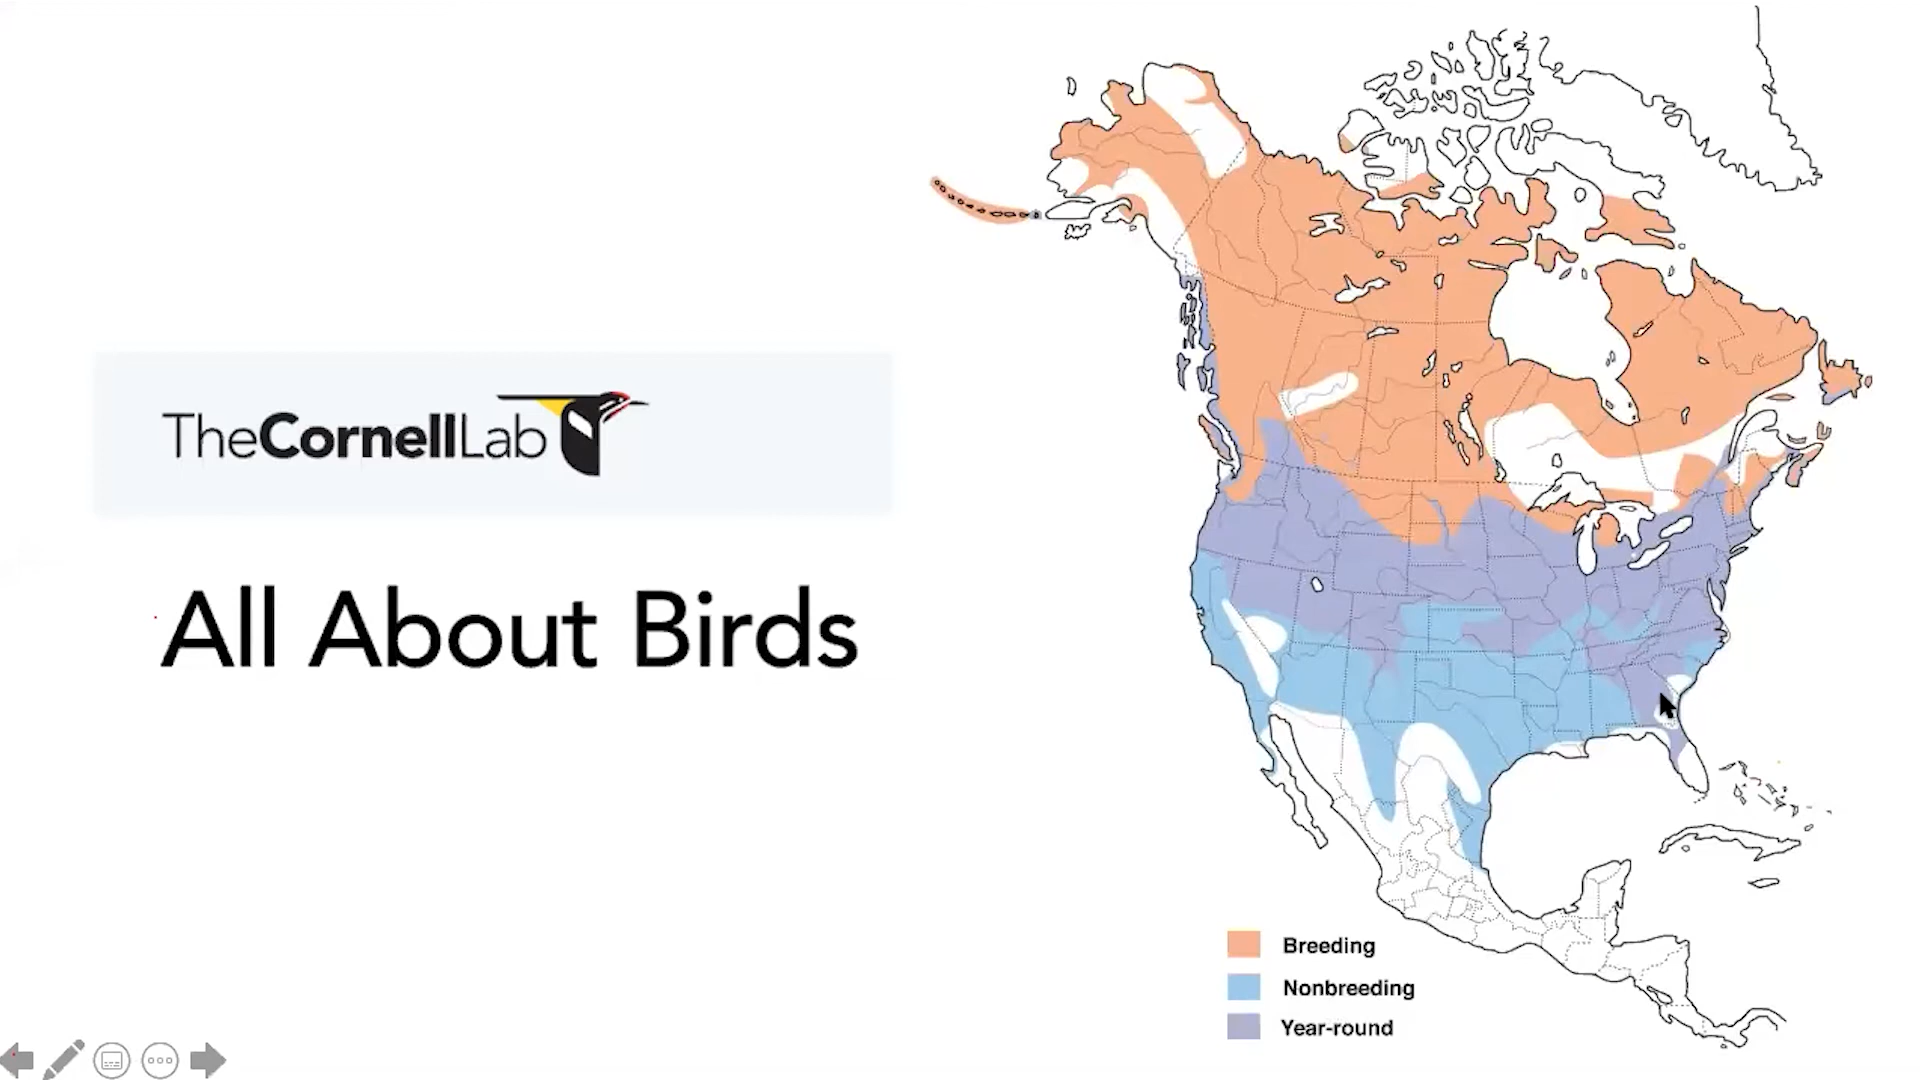 TheCornellLab
All About Birds
Breeding
Nonbreeding
Year-round